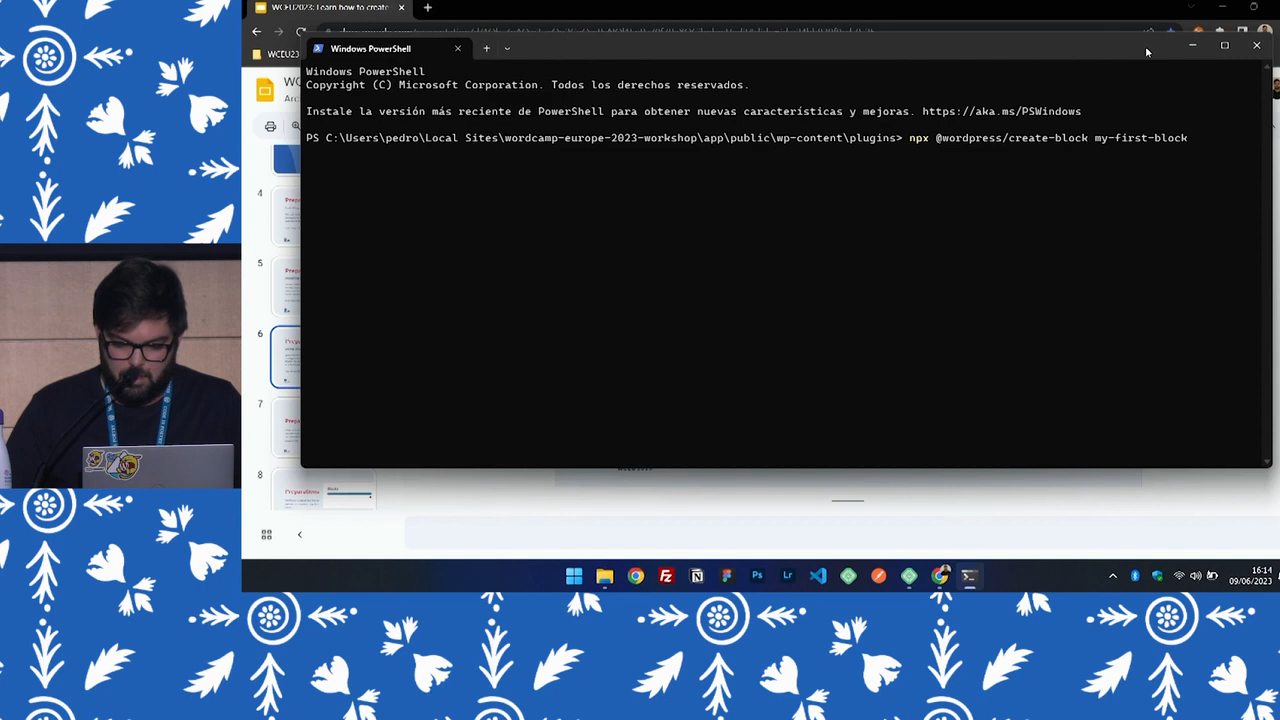 WCEU2023: Learn how to create
WCEU23
Windows PowerShell
Windows PowerShell
Copyright (C) Microsoft Corporation. Todos los derechos reservados.
Instale la versión más reciente de PowerShell para obtener nuevas características y mejoras. https://aka.ms/PSWindows
PS C:\Users\pedro\Local Sites\wordcamp-europe-2023-workshop\app\public\wp-content\plugins> npx @wordpress/create-block my-first-block
4
5
6
7
8
Ps
Lr
16:14
09/06/2023